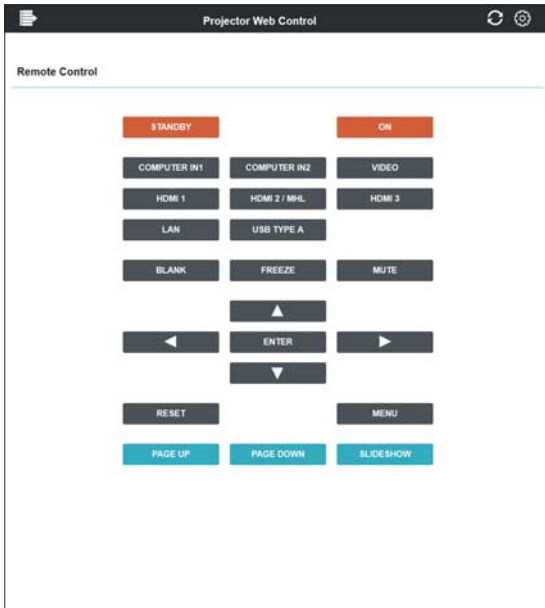 Projector Web Control
Remote Control
STANDBY ON
COMPUTER IN1 COMPUTER IN2 VIDEO
HDMI 1 HDMI 2 / MHL HDMI 3
LAN USB TYPE A
BLANK FREEZE MUTE
ENTER
RESET MENU
PAGE UP PAGE DOWN SLIDESHOW